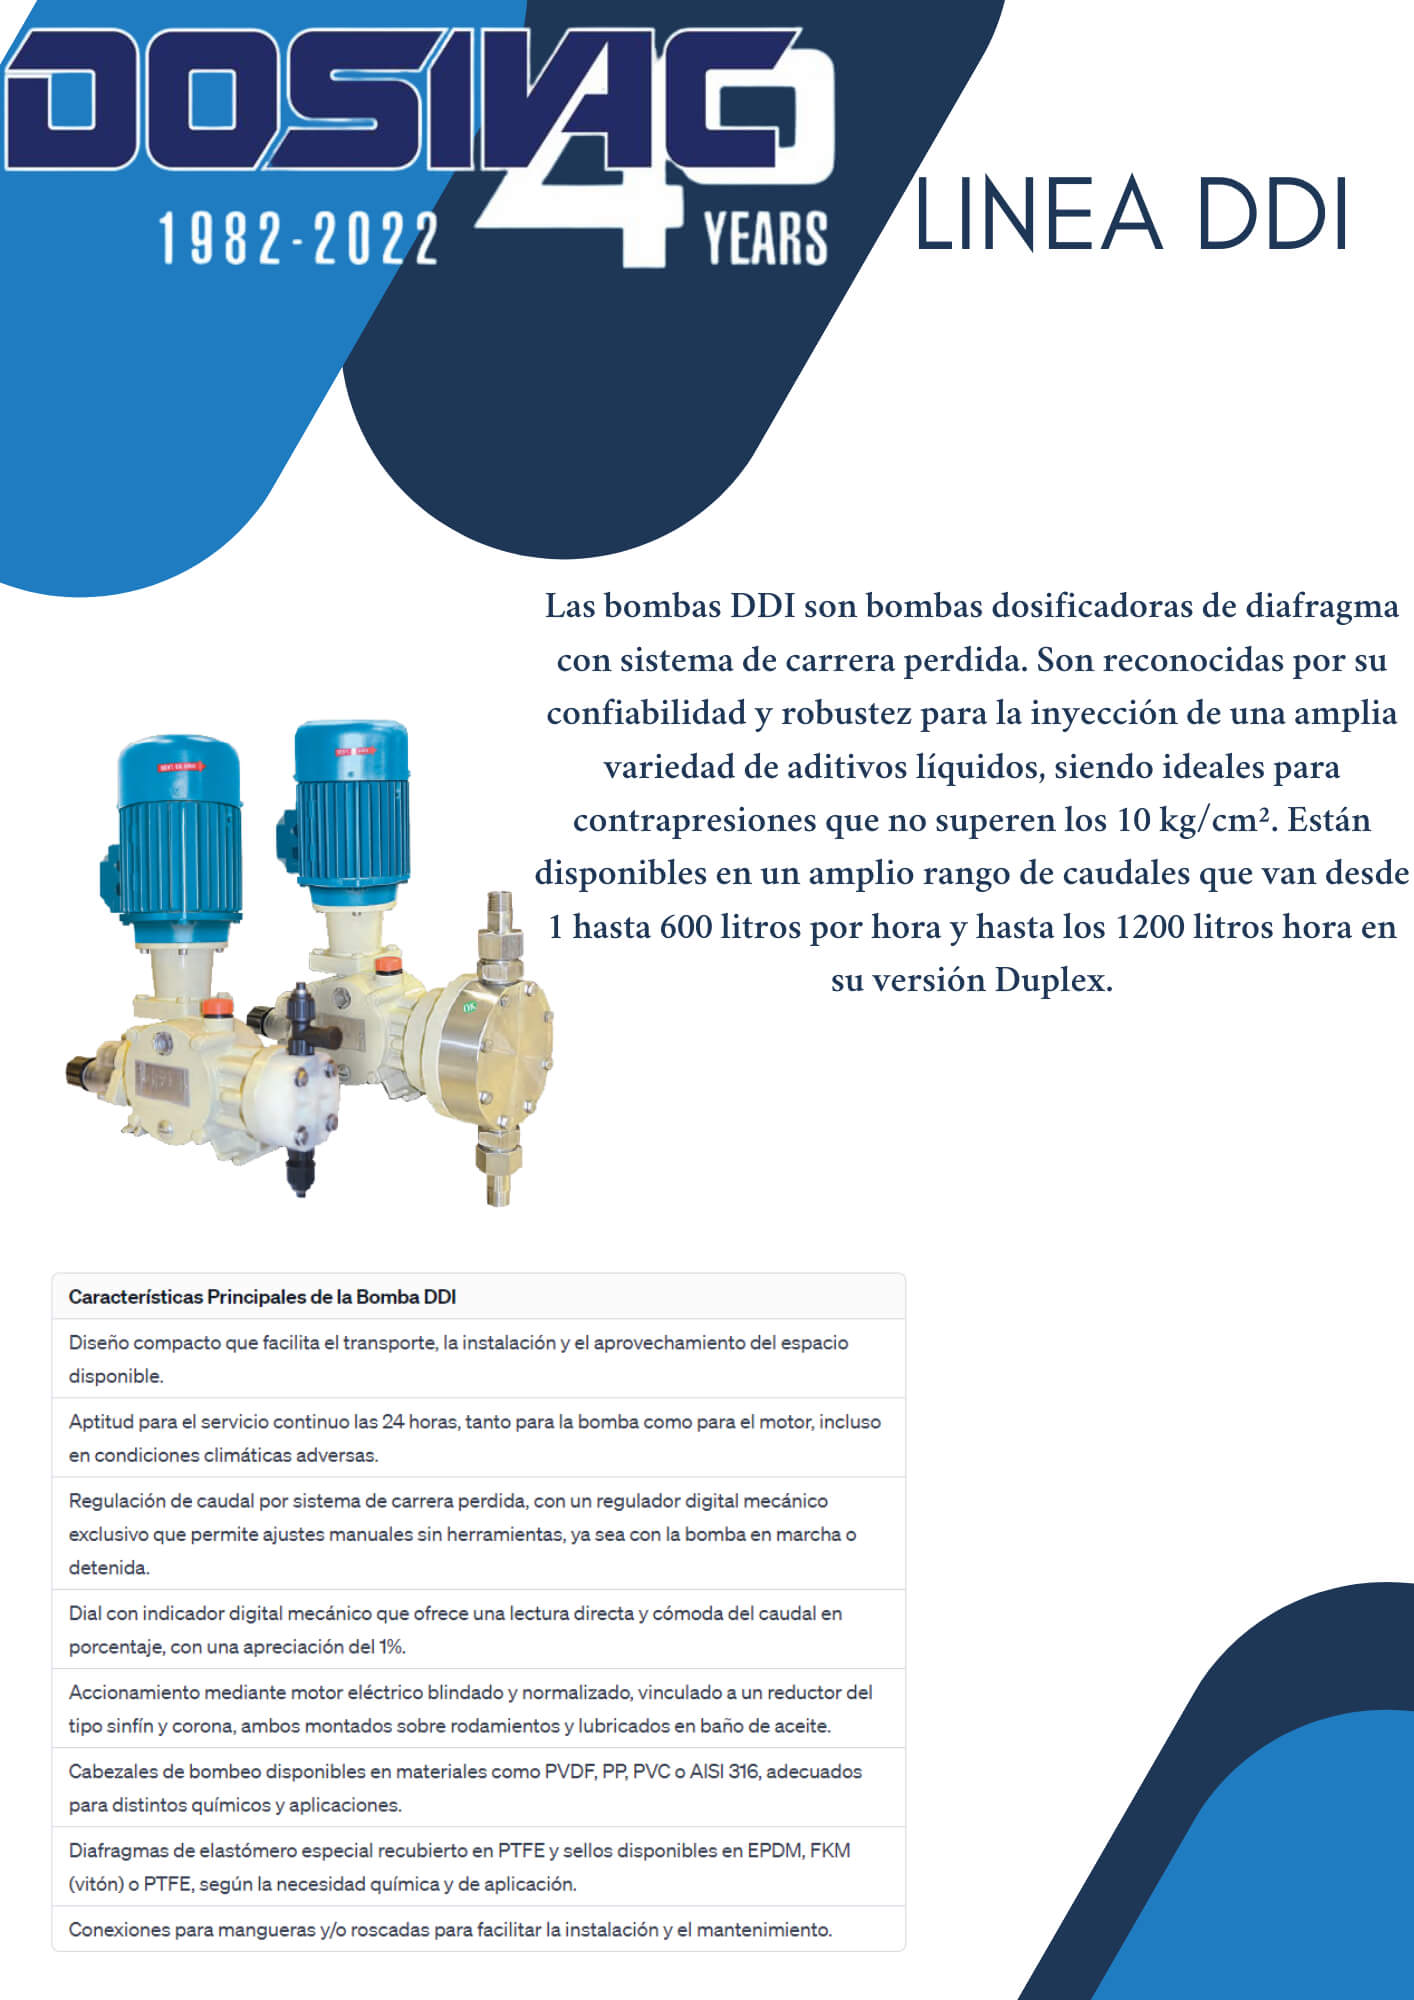 DOSIVAC
40
1982-2022
YEARS
LINEA DDI
Las bombas DDI son bombas dosificadoras de diafragma
con sistema de carrera perdida. Son reconocidas por su
confiabilidad y robustez para la inyección de una amplia
variedad de aditivos líquidos, siendo ideales para
contrapresiones que no superen los 10 kg/cm². Están
disponibles en un amplio rango de caudales que van desde
1 hasta 600 litros por hora y hasta los 1200 litros hora en
su versión Duplex.
OK
Características Principales de la Bomba DDI
Diseño compacto que facilita el transporte, la instalación y el aprovechamiento del espacio
disponible.
Aptitud para el servicio continuo las 24 horas, tanto para la bomba como para el motor, incluso
en condiciones climáticas adversas.
Regulación de caudal por sistema de carrera perdida, con un regulador digital mecánico
exclusivo que permite ajustes manuales sin herramientas, ya sea con la bomba en marcha o
detenida.
Dial con indicador digital mecánico que ofrece una lectura directa y cómoda del caudal en
porcentaje, con una apreciación del 1%.
Accionamiento mediante motor eléctrico blindado y normalizado, vinculado a un reductor del
tipo sinfín y corona, ambos montados sobre rodamientos y lubricados en baño de aceite.
Cabezales de bombeo disponibles en materiales como PVDF, PP, PVC o AISI 316, adecuados
para distintos químicos y aplicaciones.
Diafragmas de elastómero especial recubierto en PTFE y sellos disponibles en EPDM, FKM
(vitón) o PTFE, según la necesidad química y de aplicación.
Conexiones para mangueras y/o roscadas para facilitar la instalación y el mantenimiento.